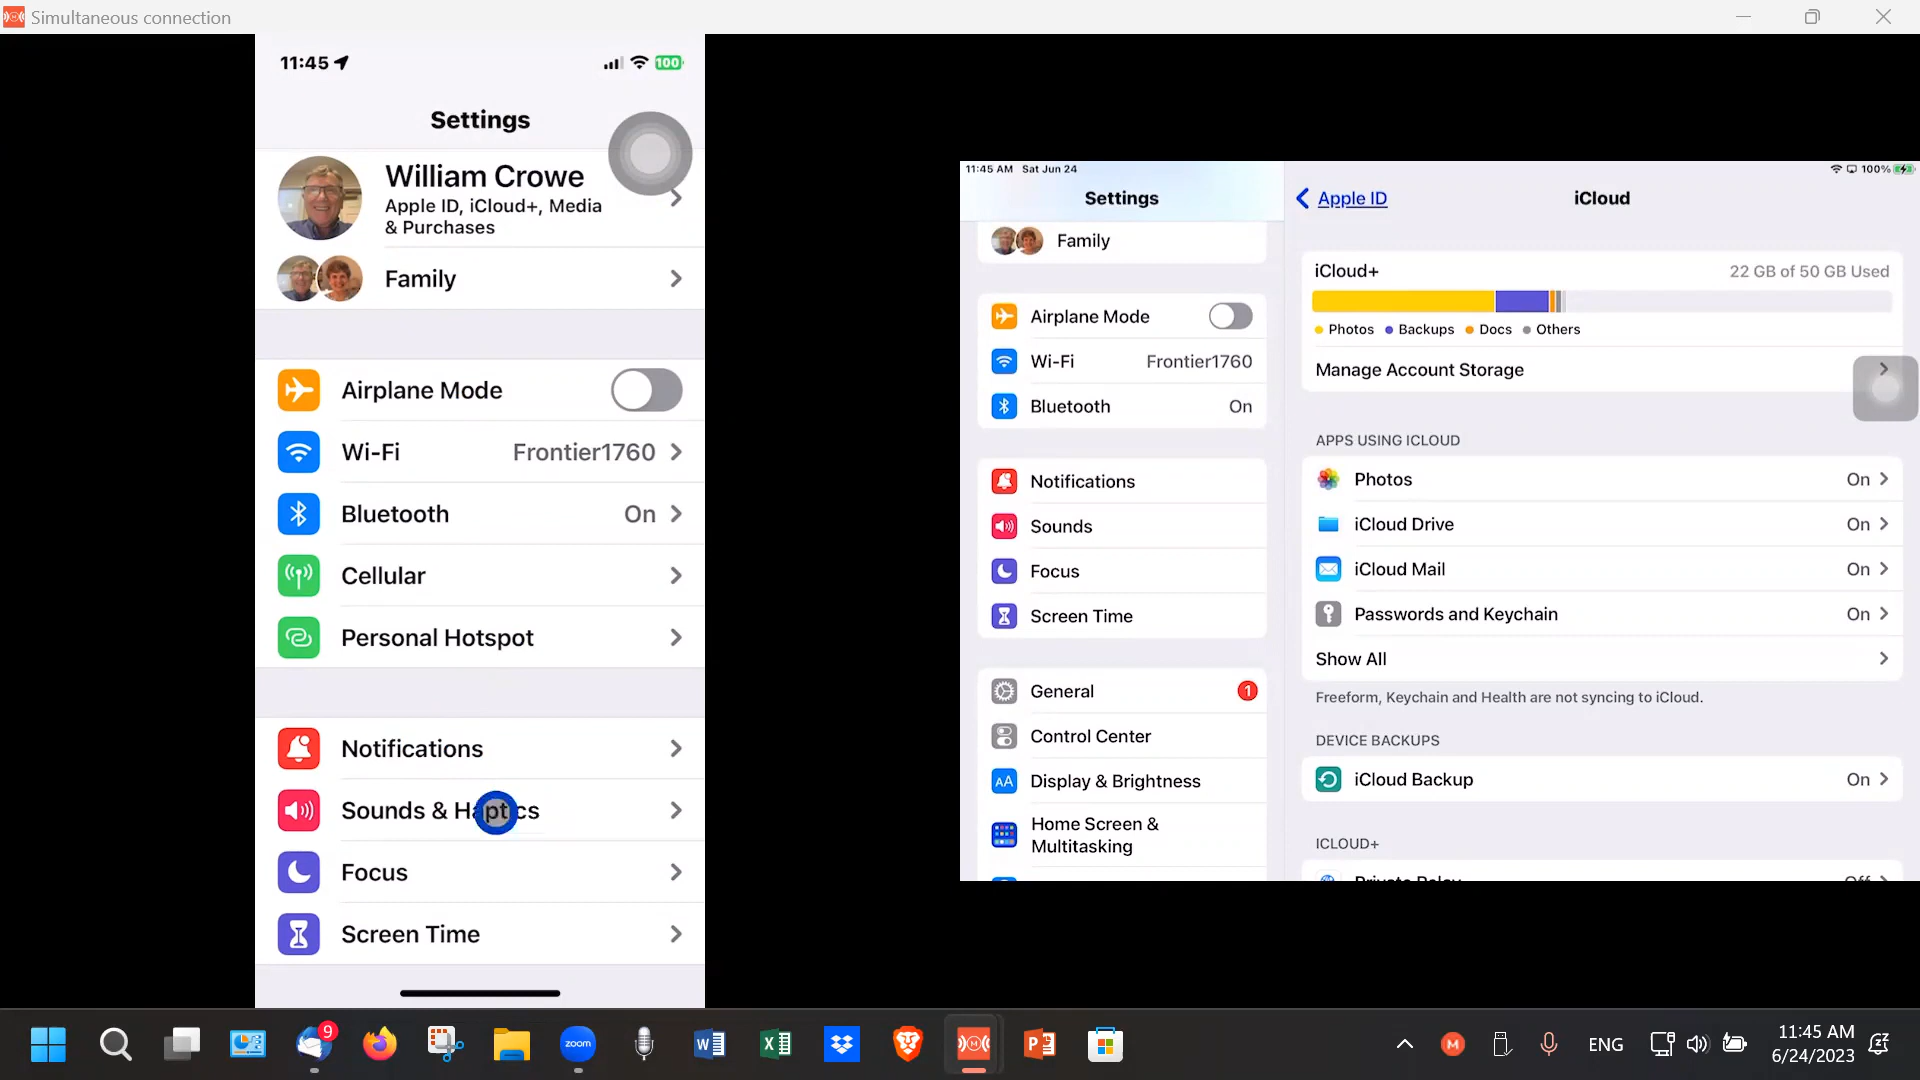 Simultaneous connection
11:45
100
Settings
William Crowe
Apple ID, iCloud+, Media
& Purchases
Family
Airplane Mode
Wi-Fi Frontier1760
Bluetooth On
Cellular
Personal Hotspot
Notifications
Sounds & Haptics
Focus
Screen Time
11:45 AM Sat Jun 24
100%
Settings
Family
Airplane Mode
Wi-Fi Frontier1760
Bluetooth On
Notifications
Sounds
Focus
Screen Time
General 1
Control Center
AA Display & Brightness
Home Screen &
Multitasking
Apple ID
iCloud
iCloud+ 22 GB of 50 GB Used
Photos Backups Docs Others
Manage Account Storage
APPS USING ICLOUD
Photos On
iCloud Drive On
iCloud Mail On
Passwords and Keychain On
Show All
Freeform, Keychain and Health are not syncing to iCloud.
DEVICE BACKUPS
iCloud Backup On
ICLOUD+
Private Relay Off
9
zoom
W
X
P
M
ENG
11:45 AM
6/24/2023